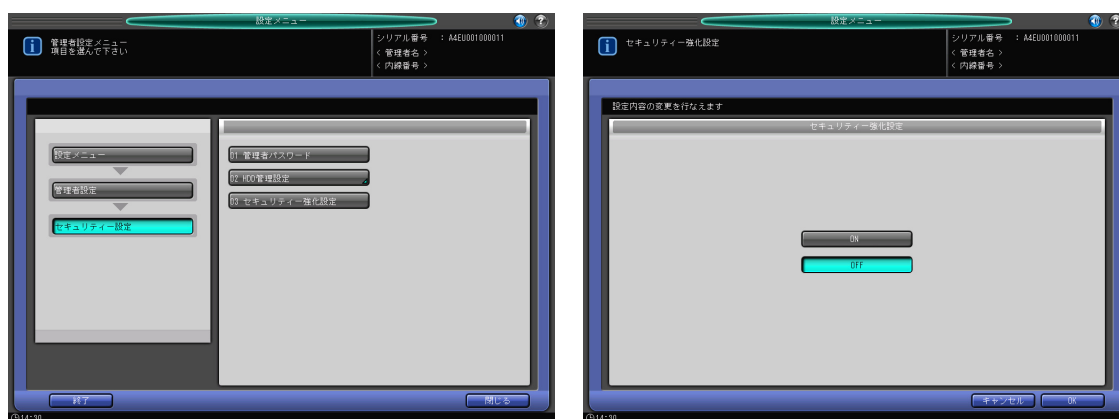 設定メニュー
管理者設定メニュー
項目を選んで下さい
シリアル番号 : A4EU001000011
< 管理者名 >
< 内線番号 >
設定メニュー
管理者設定
セキュリティー設定
01 管理者パスワード
02 HDD管理設定
03 セキュリティー強化設定
終了
閉じる
14:30
設定メニュー
セキュリティー強化設定
シリアル番号 : A4EU001000011
< 管理者名 >
< 内線番号 >
設定内容の変更を行なえます
セキュリティー強化設定
ON
OFF
キャンセル
OK
14:30